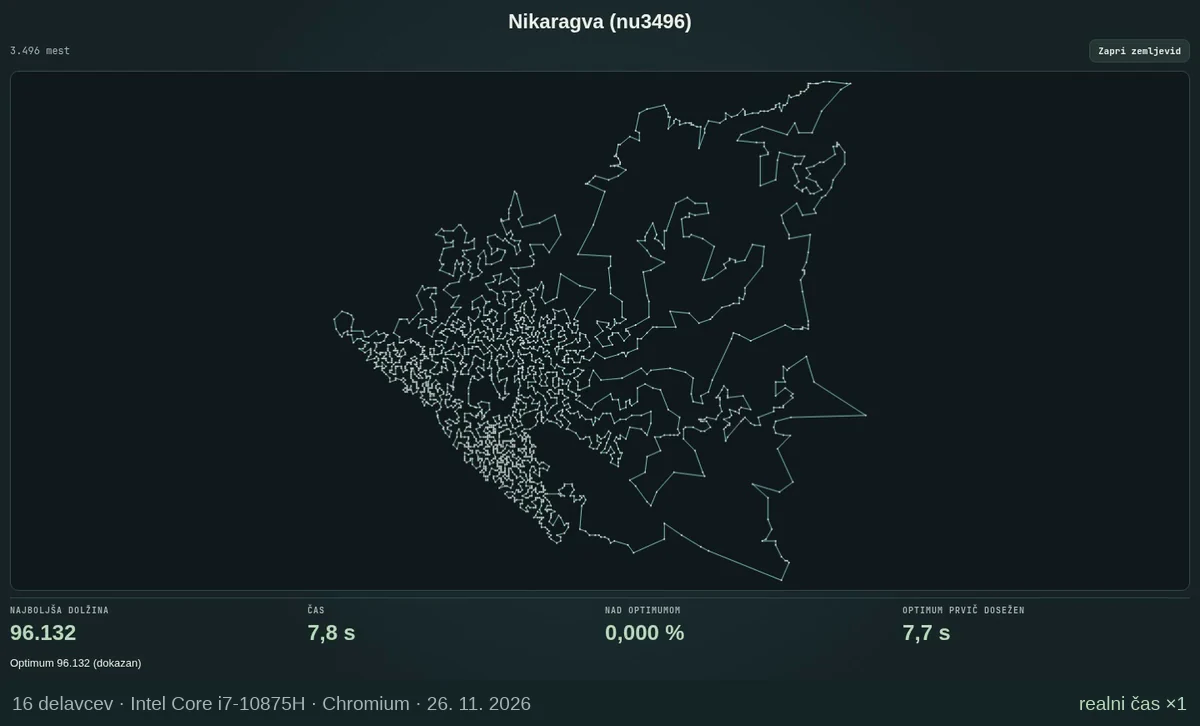 Nikaragva (nu3496)
3.496 mest
Zapri zemljevid
NAJBOLJŠA DOLŽINA
ČAS
NAD OPTIMUMOM
OPTIMUM PRVIČ DOSEŽEN
96.132
7,8 s
0,000 %
7,7 s
Optimum 96.132 (dokazan)
16 delavcev · Intel Core i7-10875H · Chromium · 26. 11. 2026
realni čas ×1